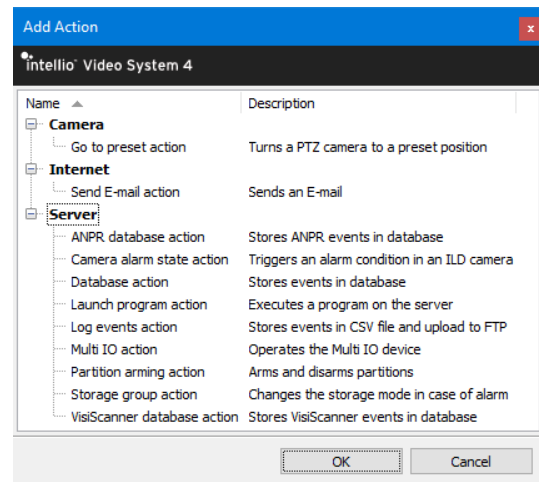 Add Action
x
intellio Video System 4
Name Description
Camera
Go to preset action Turns a PTZ camera to a preset position
Internet
Send E-mail action Sends an E-mail
Server
ANPR database action Stores ANPR events in database
Camera alarm state action Triggers an alarm condition in an ILD camera
Database action Stores events in database
Launch program action Executes a program on the server
Log events action Stores events in CSV file and upload to FTP
Multi IO action Operates the Multi IO device
Partition arming action Arms and disarms partitions
Storage group action Changes the storage mode in case of alarm
VisiScanner database action Stores VisiScanner events in database
OK Cancel